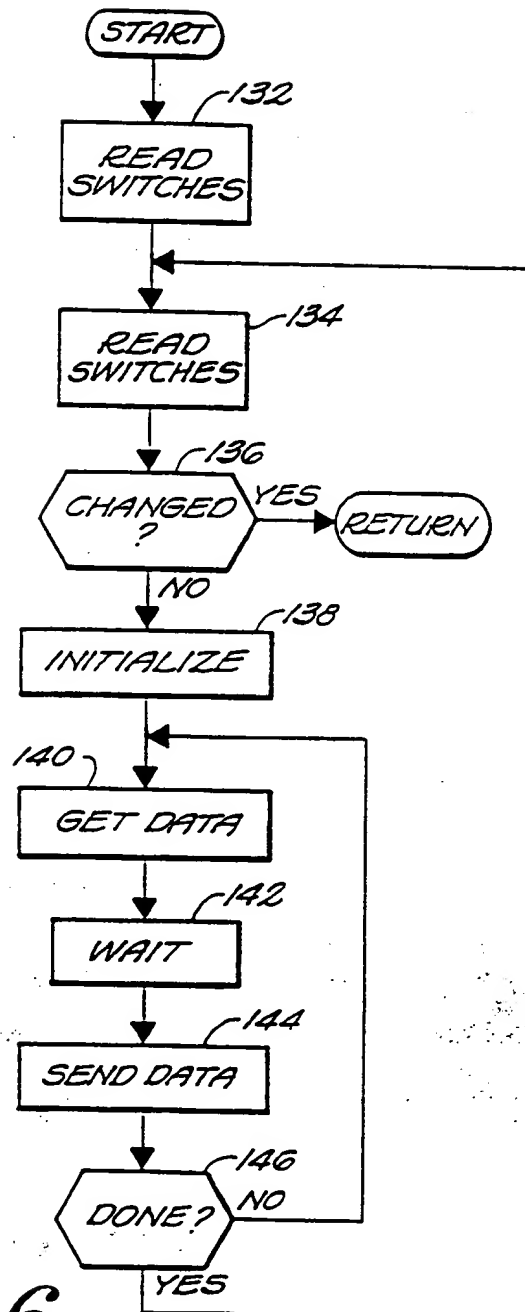 START
132
READ
SWITCHES
134
READ
SWITCHES
136
CHANGED
?
YES
RETURN
NO
138
INITIALIZE
140
GET DATA
142
WAIT
144
SEND DATA
146
DONE?
NO
YES
6